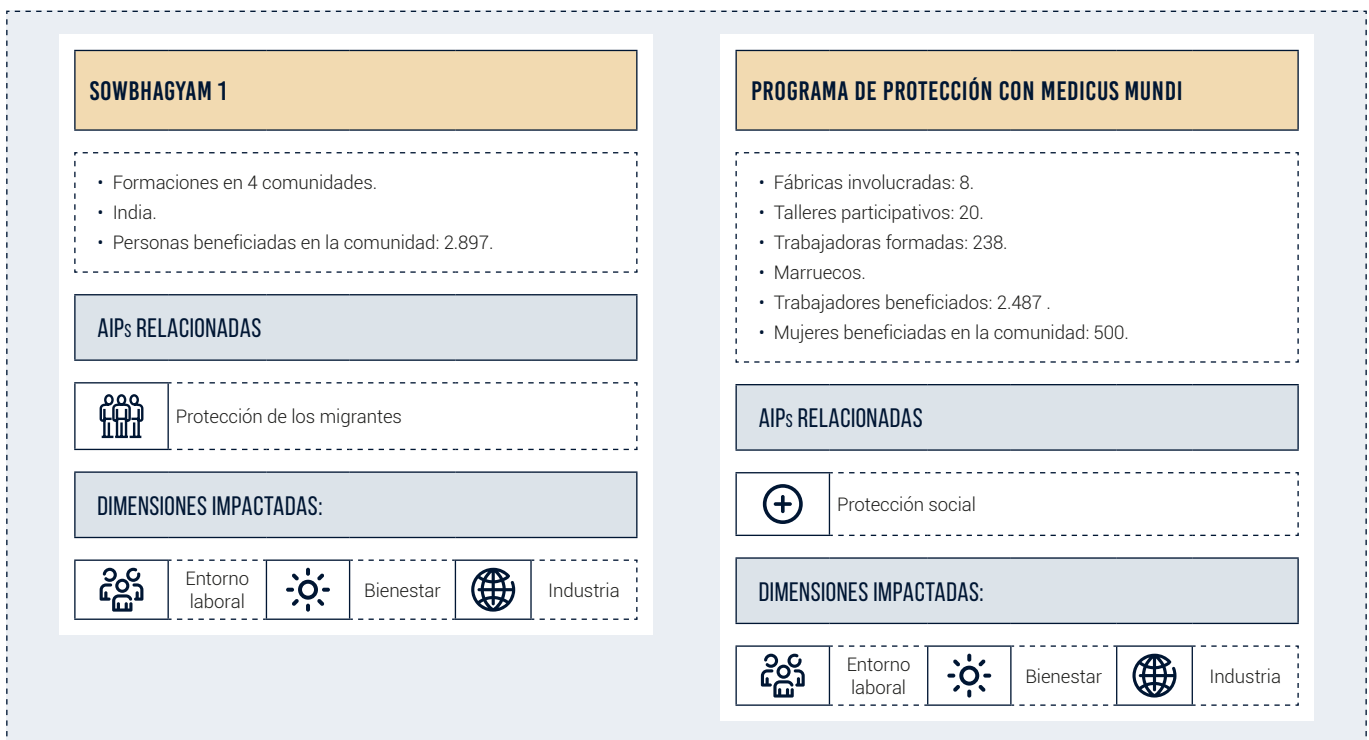 SOWBHAGYAM 1
• Formaciones en 4 comunidades.
• India.
• Personas beneficiadas en la comunidad: 2.897.
AIPs RELACIONADAS
Protección de los migrantes
DIMENSIONES IMPACTADAS:
Entorno
laboral
Bienestar
Industria
PROGRAMA DE PROTECCIÓN CON MEDICUS MUNDI
• Fábricas involucradas: 8.
• Talleres participativos: 20.
• Trabajadoras formadas: 238.
• Marruecos.
• Trabajadores beneficiados: 2.487 .
• Mujeres beneficiadas en la comunidad: 500.
AIPs RELACIONADAS
Protección social
DIMENSIONES IMPACTADAS:
Entorno
laboral
Bienestar
Industria